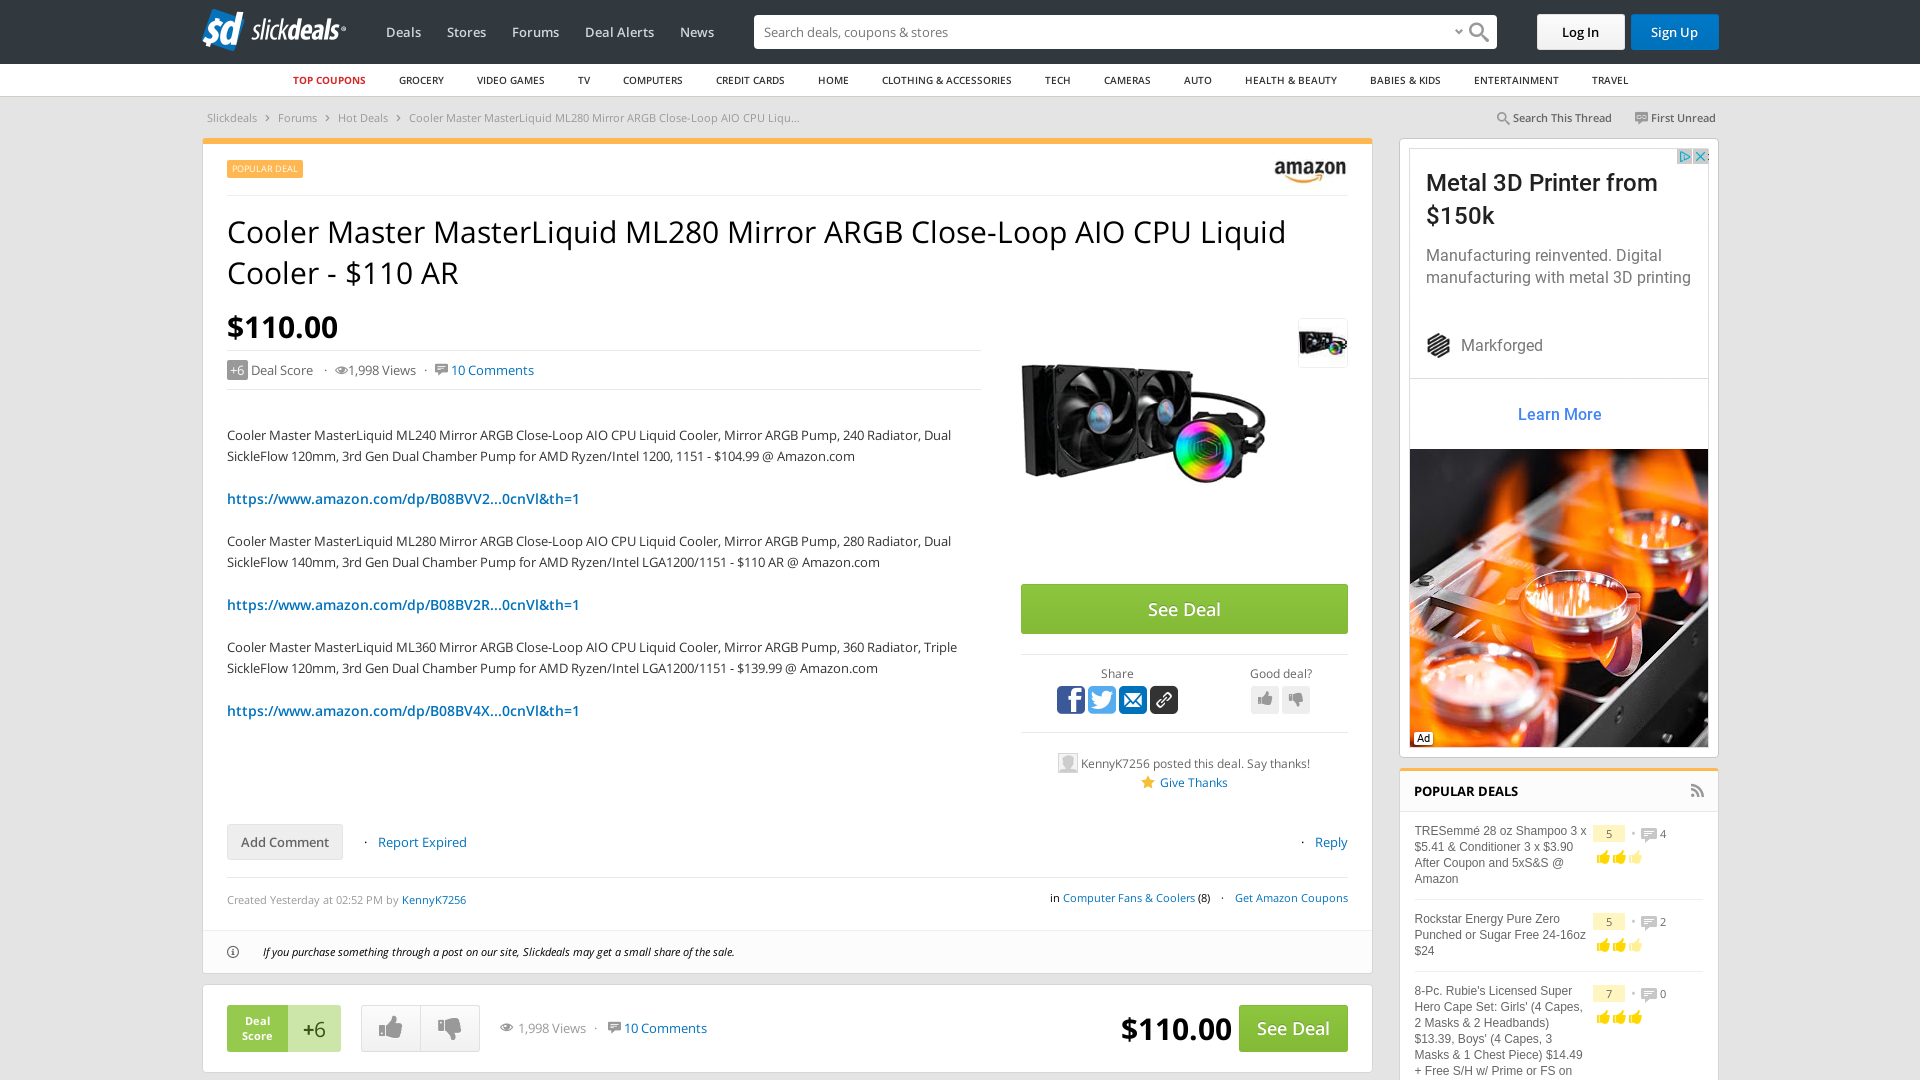 slickdeals
Deals
Stores
Forums
Deal Alerts
News
Search deals, coupons & stores
Log In
Sign Up
TOP COUPONS
GROCERY
VIDEO GAMES
TV
COMPUTERS
CREDIT CARDS
HOME
CLOTHING & ACCESSORIES
TECH
CAMERAS
AUTO
HEALTH & BEAUTY
BABIES & KIDS
ENTERTAINMENT
TRAVEL
Slickdeals > Forums > Hot Deals > Cooler Master MasterLiquid ML280 Mirror ARGB Close-Loop AIO CPU Liqu...
Search This Thread
First Unread
POPULAR DEAL
amazon
Cooler Master MasterLiquid ML280 Mirror ARGB Close-Loop AIO CPU Liquid
Cooler - $110 AR
$110.00
+6 Deal Score · 1,998 Views · 10 Comments
Cooler Master MasterLiquid ML240 Mirror ARGB Close-Loop AIO CPU Liquid Cooler, Mirror ARGB Pump, 240 Radiator, Dual
SickleFlow 120mm, 3rd Gen Dual Chamber Pump for AMD Ryzen/Intel 1200, 1151 - $104.99 @ Amazon.com
https://www.amazon.com/dp/B08BVV2...0cnVl&th=1
Cooler Master MasterLiquid ML280 Mirror ARGB Close-Loop AIO CPU Liquid Cooler, Mirror ARGB Pump, 280 Radiator, Dual
SickleFlow 140mm, 3rd Gen Dual Chamber Pump for AMD Ryzen/Intel LGA1200/1151 - $110 AR @ Amazon.com
https://www.amazon.com/dp/B08BV2R...0cnVl&th=1
Cooler Master MasterLiquid ML360 Mirror ARGB Close-Loop AIO CPU Liquid Cooler, Mirror ARGB Pump, 360 Radiator, Triple
SickleFlow 120mm, 3rd Gen Dual Chamber Pump for AMD Ryzen/Intel LGA1200/1151 - $139.99 @ Amazon.com
https://www.amazon.com/dp/B08BV4X...0cnVl&th=1
See Deal
Share
Good deal?
KennyK7256 posted this deal. Say thanks!
Give Thanks
Add Comment
· Report Expired
· Reply
Created Yesterday at 02:52 PM by KennyK7256
in Computer Fans & Coolers (8) · Get Amazon Coupons
If you purchase something through a post on our site, Slickdeals may get a small share of the sale.
Deal
Score
+6
1,998 Views · 10 Comments
$110.00
See Deal
Metal 3D Printer from
$150k
Manufacturing reinvented. Digital
manufacturing with metal 3D printing
Markforged
Learn More
Ad
POPULAR DEALS
TRESemmé 28 oz Shampoo 3 x
$5.41 & Conditioner 3 x $3.90
After Coupon and 5xS&S @
Amazon
5 • 4
Rockstar Energy Pure Zero
Punched or Sugar Free 24-16oz
$24
5 • 2
8-Pc. Rubie's Licensed Super
Hero Cape Set: Girls' (4 Capes,
2 Masks & 2 Headbands)
$13.39, Boys' (4 Capes, 3
Masks & 1 Chest Piece) $14.49
+ Free S/H w/ Prime or FS on
7 • 0